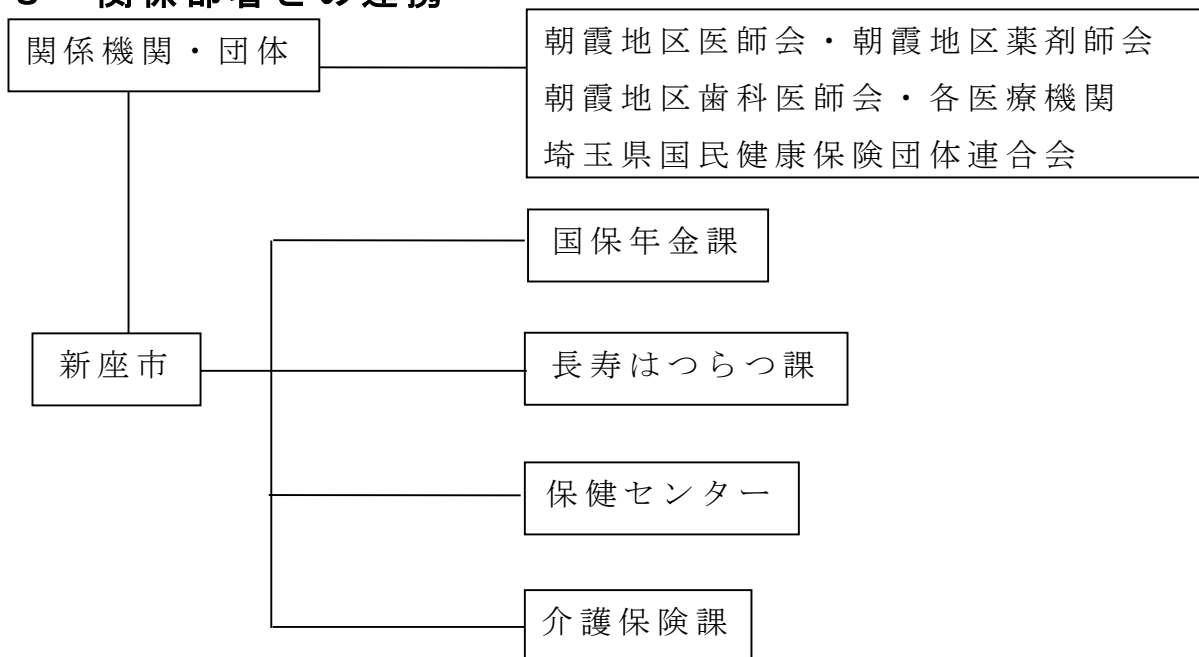 関係部署との連携
関係機関・団体
朝霞地区医師会・朝霞地区薬剤師会
朝霞地区歯科医師会・各医療機関
埼玉県国民健康保険団体連合会
国保年金課
新座市
長寿はつらつ課
保健センター
介護保険課